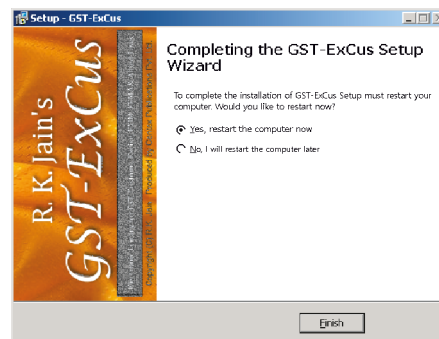 Setup - GST-ExCus
R. K. Jain's
GST-ExCus
Completing the GST-ExCus Setup
Wizard
To complete the installation of GST-ExCus Setup must restart your
computer. Would you like to restart now?
Yes, restart the computer now
No, I will restart the computer later
Finish